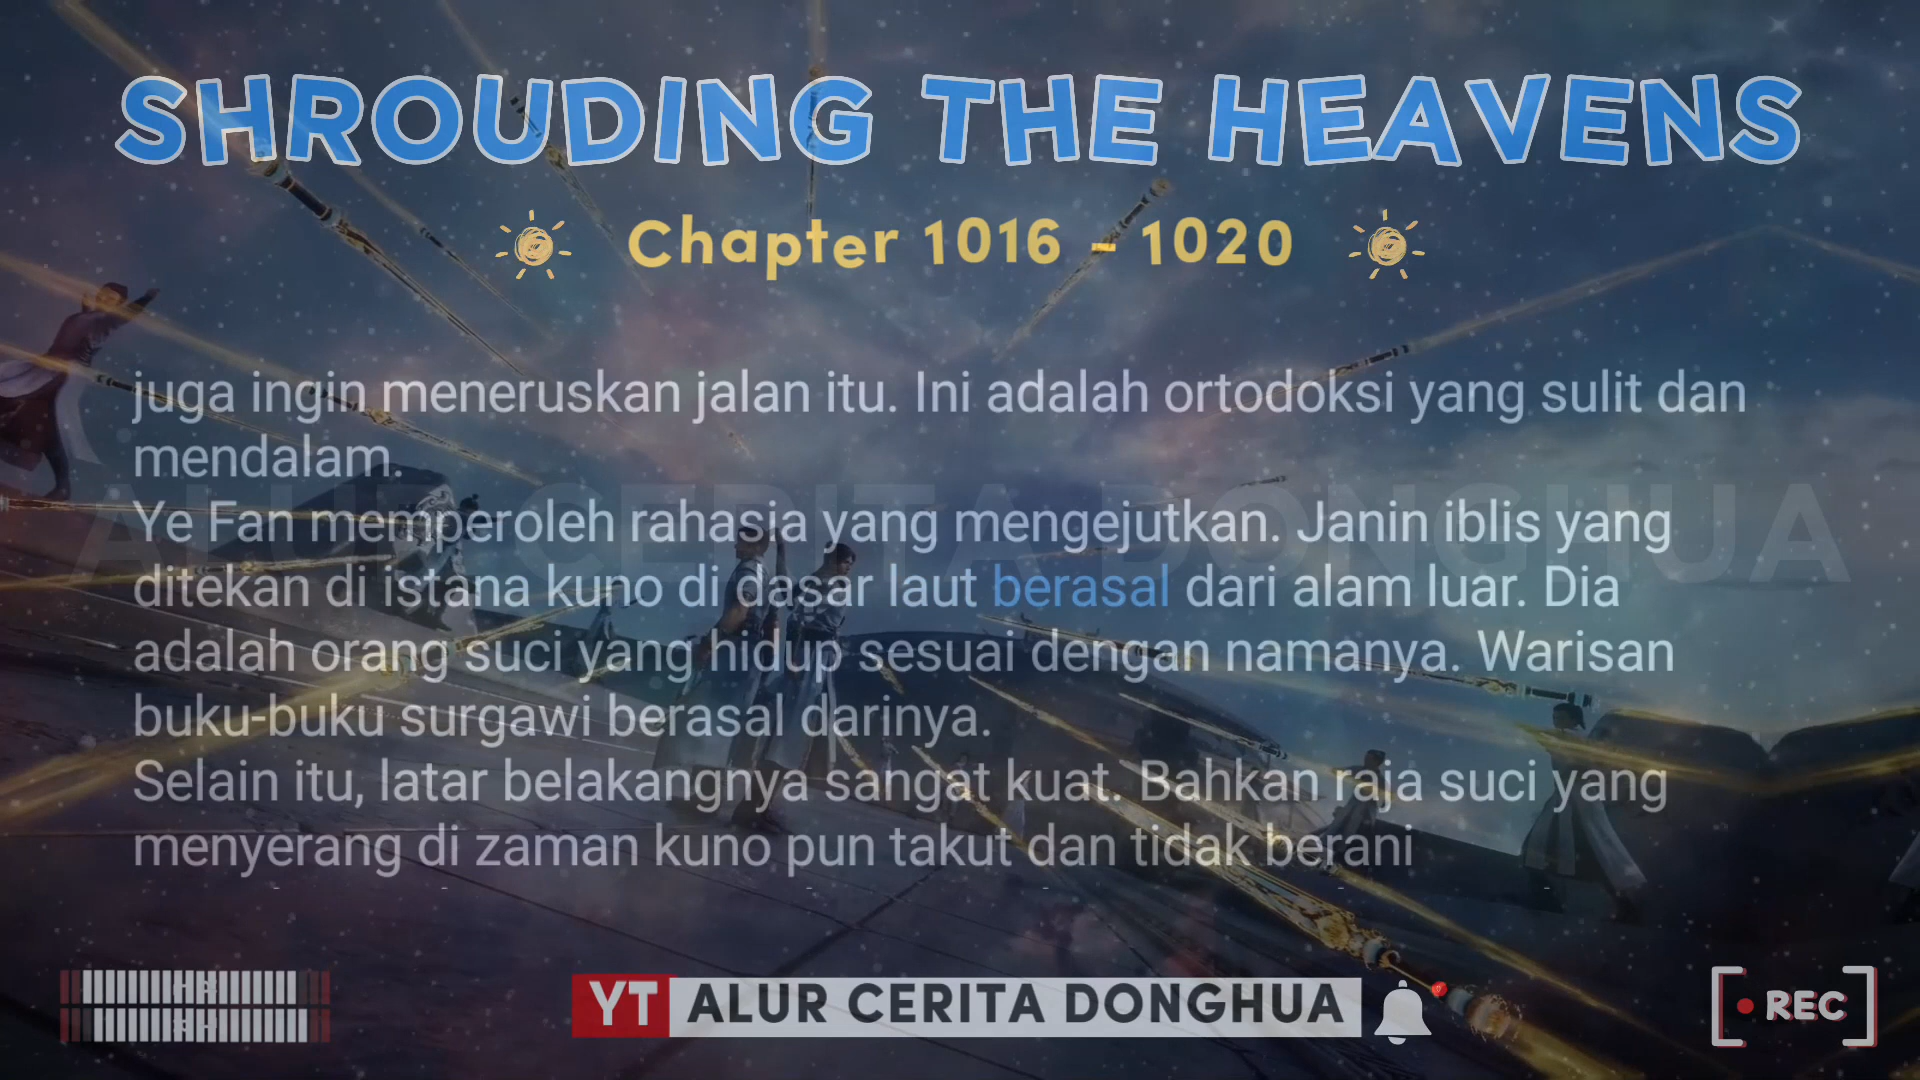 SHROUDING THE HEAVENS
Chapter 1016 - 1020
juga ingin meneruskan jalan itu. Ini adalah ortodoksi yang sulit dan
mendalam.
ALUR CERITA DONGHUA
Ye Fan memperoleh rahasia yang mengejutkan. Janin iblis yang
ditekan di istana kuno di dasar laut berasal dari alam luar. Dia
adalah orang suci yang hidup sesuai dengan namanya. Warisan
buku-buku surgawi berasal darinya.
Selain itu, latar belakangnya sangat kuat. Bahkan raja suci yang
menyerang di zaman kuno pun takut dan tidak berani
YT ALUR CERITA DONGHUA
REC